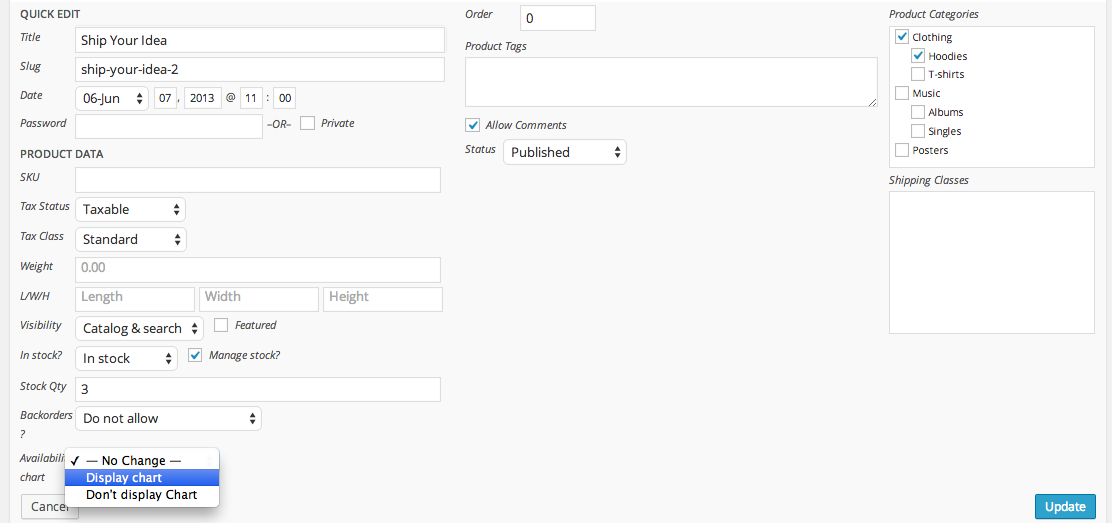 QUICK EDIT
Title Ship Your Idea
Slug ship-your-idea-2
Date 06-Jun 07 , 2013 @ 11 : 00
Password –OR– Private
PRODUCT DATA
SKU
Tax Status Taxable
Tax Class Standard
Weight 0.00
L/W/H Length Width Height
Visibility Catalog & search Featured
In stock? In stock Manage stock?
Stock Qty 3
Backorders Do not allow
?
Availabili
chart
— No Change —
Display chart
Don't display Chart
Cancel
Order 0
Product Tags
Allow Comments
Status Published
Product Categories
Clothing
Hoodies
T-shirts
Music
Albums
Singles
Posters
Shipping Classes
Update